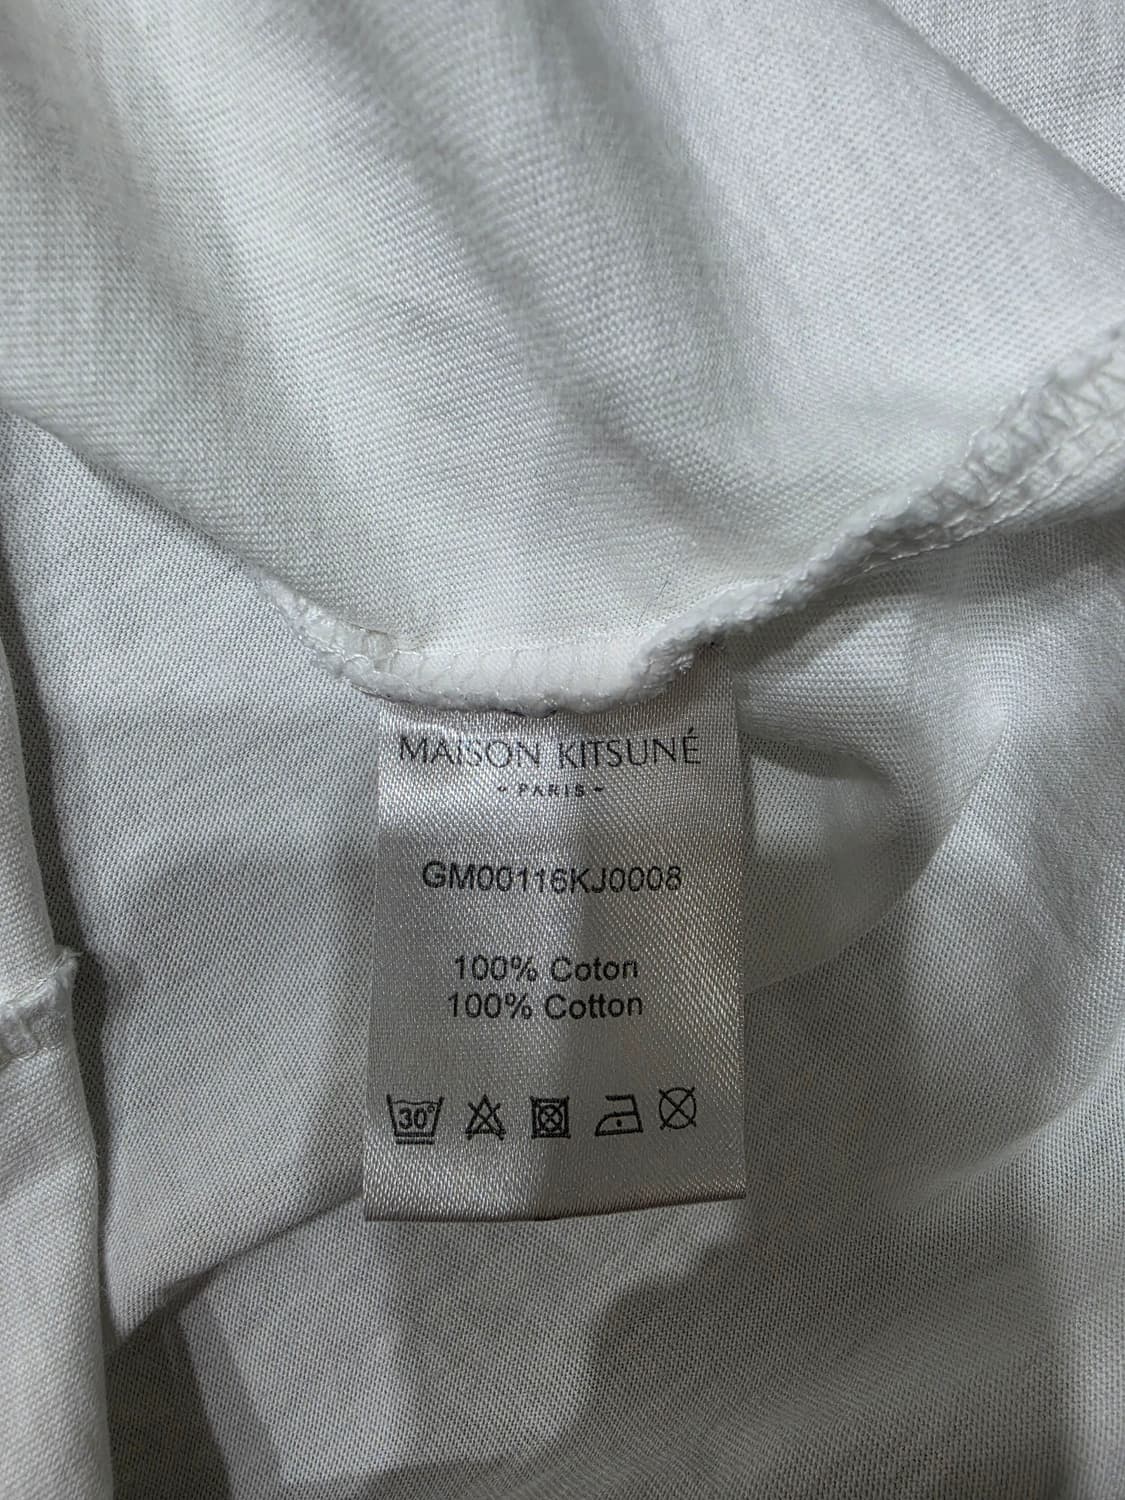 MAISON KITSUNÉ
- PARIS -
GM00116KJ0008
100% Coton
100% Cotton
30°